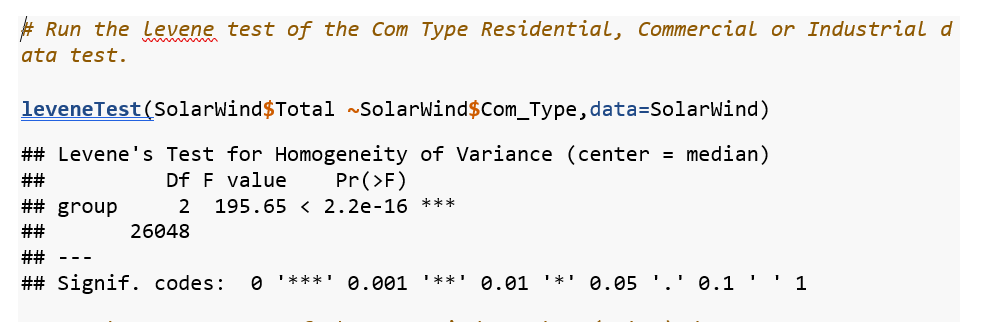 # Run the levene test of the Com Type Residential, Commercial or Industrial d
ata test.
leveneTest(SolarWind$Total ~SolarWind$Com_Type,data=SolarWind)
## Levene's Test for Homogeneity of Variance (center = median)
##          Df F value    Pr(>F)
## group     2  195.65 < 2.2e-16 ***
##       26048
## ---
## Signif. codes:  0 '***' 0.001 '**' 0.01 '*' 0.05 '.' 0.1 ' ' 1